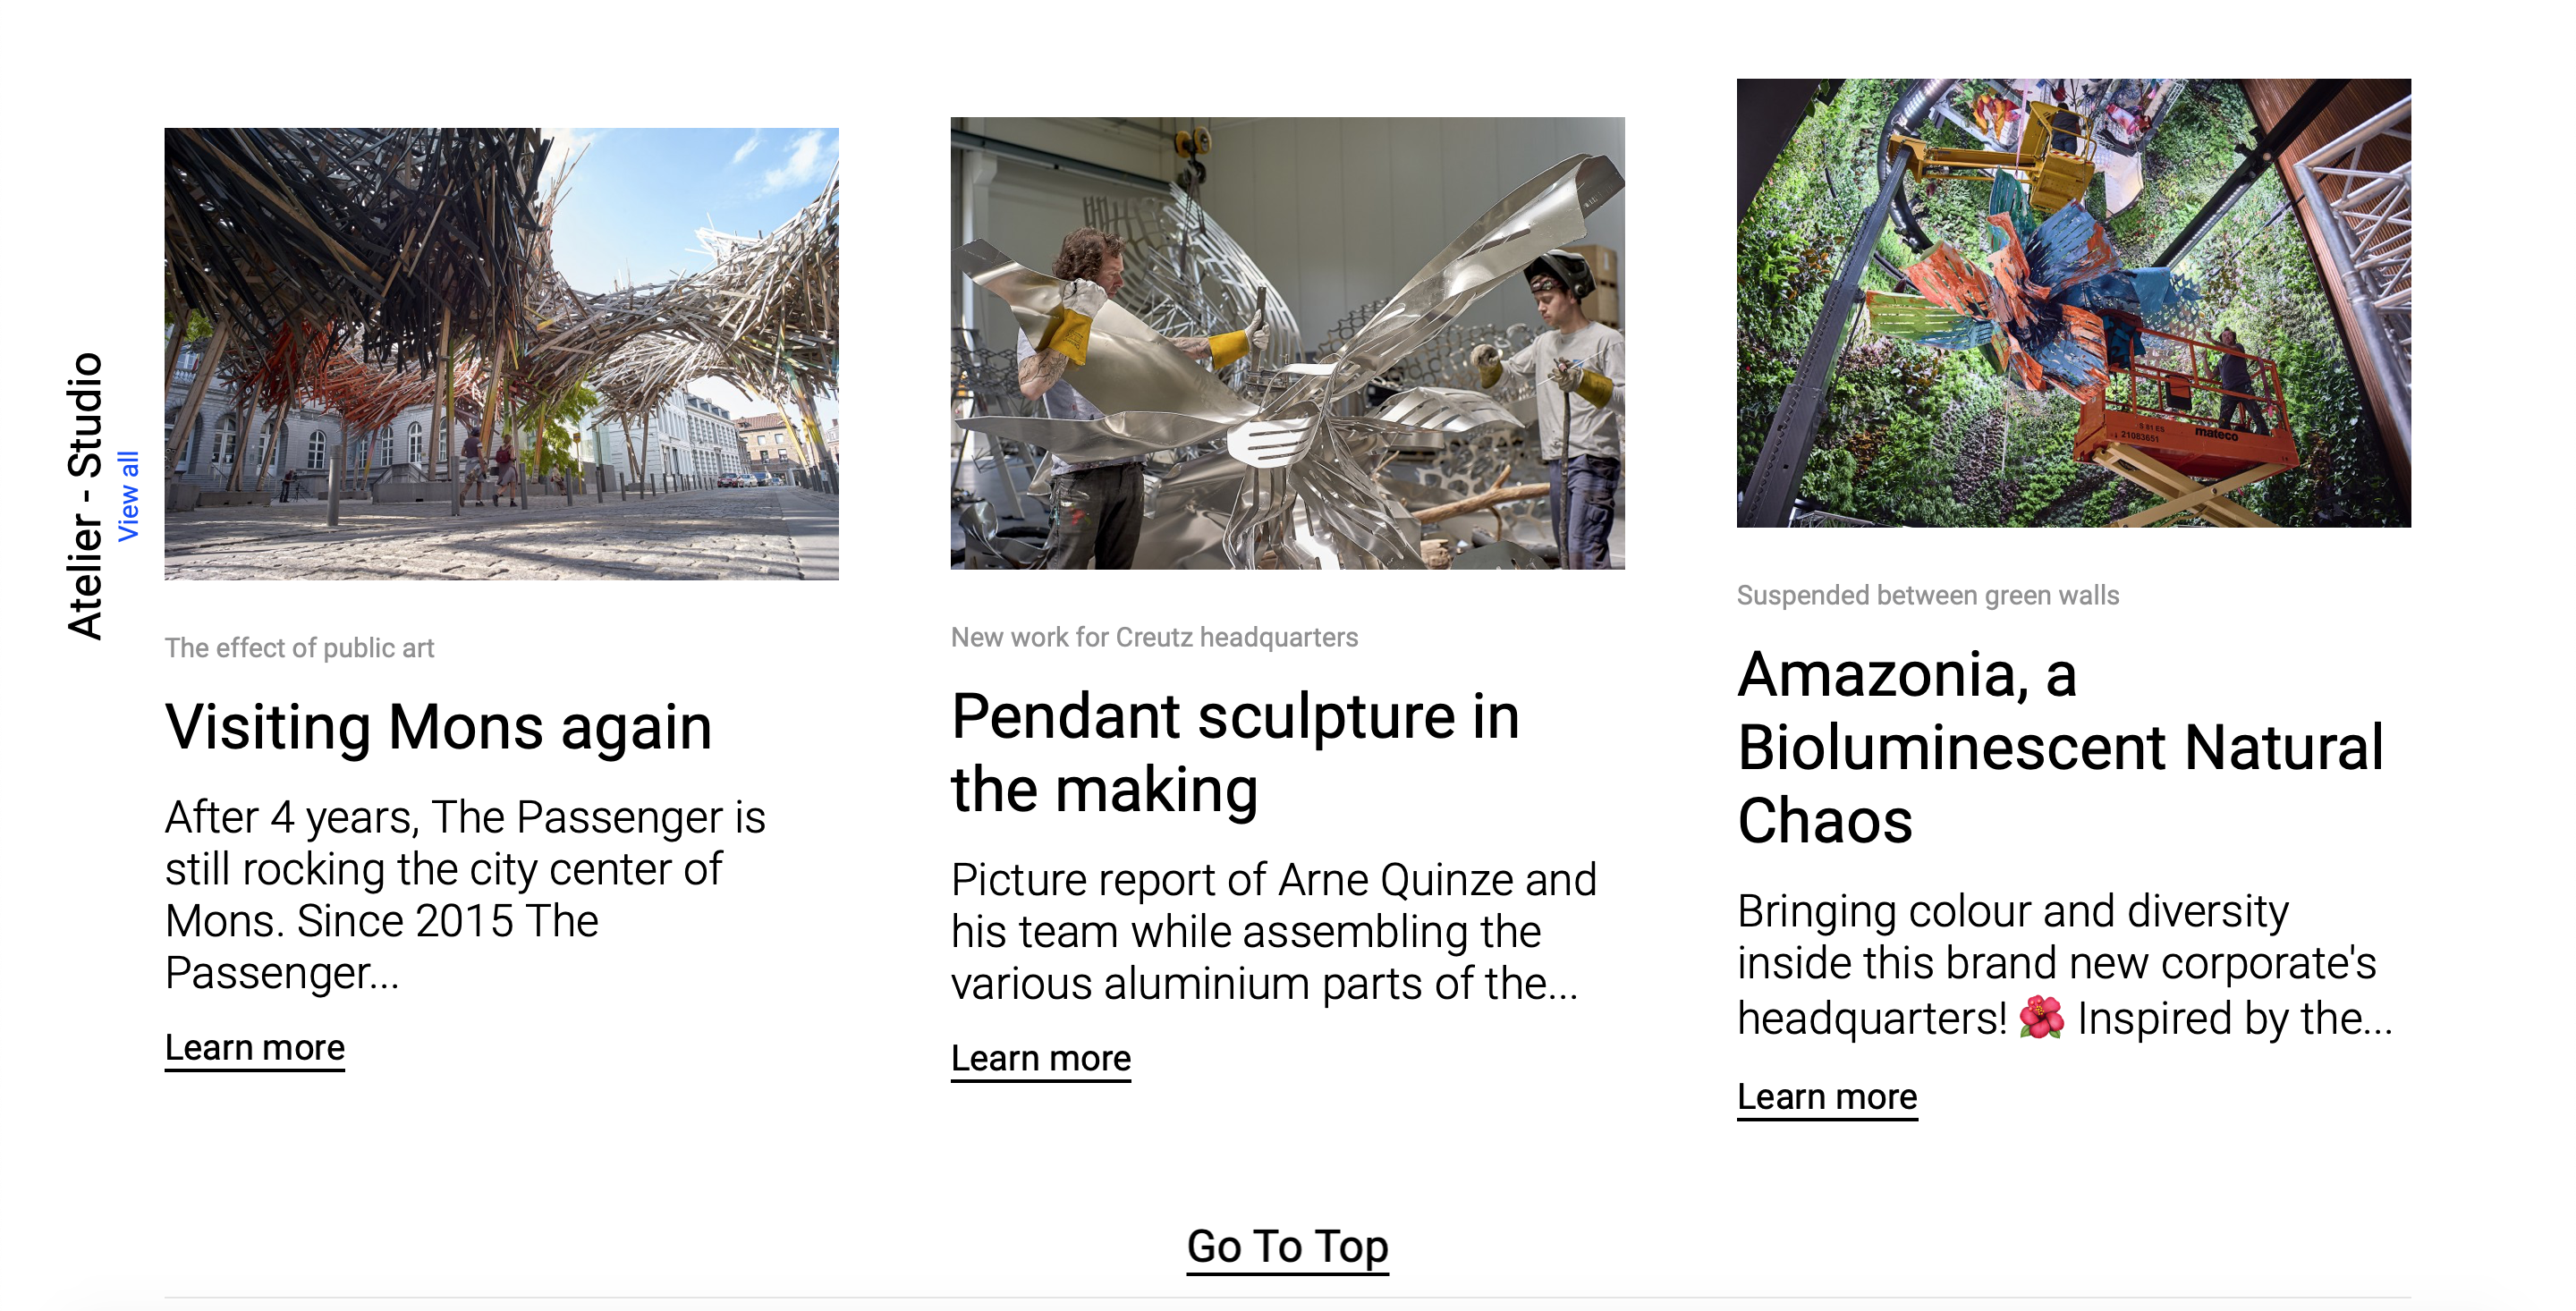 Atelier - Studio
View all
The effect of public art
Visiting Mons again
After 4 years, The Passenger is
still rocking the city center of
Mons. Since 2015 The
Passenger...
Learn more
New work for Creutz headquarters
Pendant sculpture in
the making
Picture report of Arne Quinze and
his team while assembling the
various aluminium parts of the...
Learn more
mateco
21083651
Suspended between green walls
Amazonia, a
Bioluminescent Natural
Chaos
Bringing colour and diversity
inside this brand new corporate's
headquarters! 🌺 Inspired by the...
Learn more
Go To Top